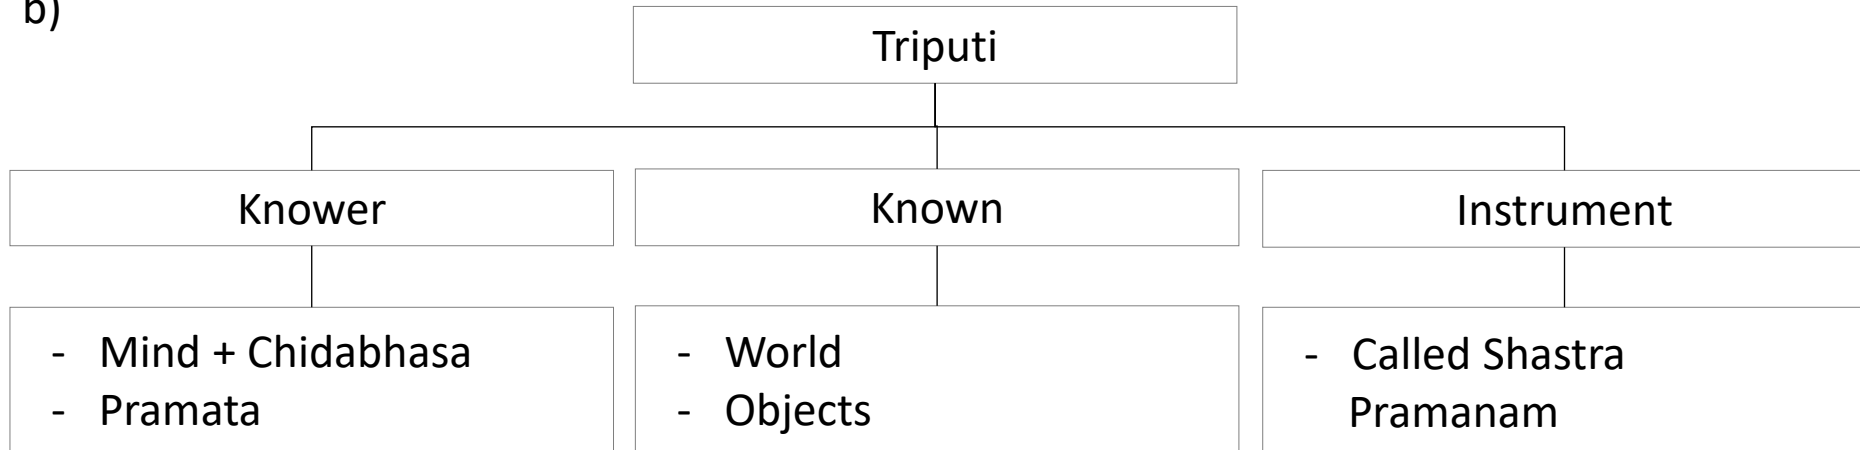 b)
Triputi
Knower
Known
Instrument
- Mind + Chidabhasa
- Pramata
- World
- Objects
- Called Shastra
Pramanam